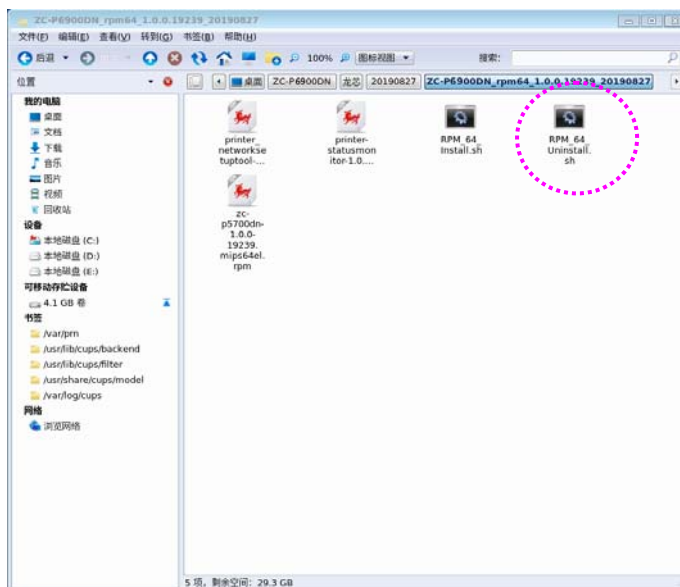 ZC-P6900DN_rpm64_1.0.0.19239_20190827
文件(F) 编辑(E) 查看(V) 转到(G) 书签(B) 帮助(H)
后退 100% 图标视图 搜索:
位置 桌面 ZC-P6900DN 龙芯 20190827 ZC-P6900DN_rpm64_1.0.0.19239_20190827
我的电脑
桌面
文档
下载
音乐
图片
视频
回收站
设备
本地磁盘 (C:)
本地磁盘 (D:)
本地磁盘 (E:)
可移动存贮设备
4.1 GB 卷
书签
/var/prn
/usr/lib/cups/backend
/usr/lib/cups/filter
/usr/share/cups/model
/var/log/cups
网络
浏览网络
printer_
networkse
tuptool-...
printer-
statusmon
itor-1.0....
RPM_64_
Install.sh
RPM_64_
Uninstall.
sh
zc-
p5700dn-
1.0.0-
19239.
mips64el.
rpm
5 项, 剩余空间: 29.3 GB